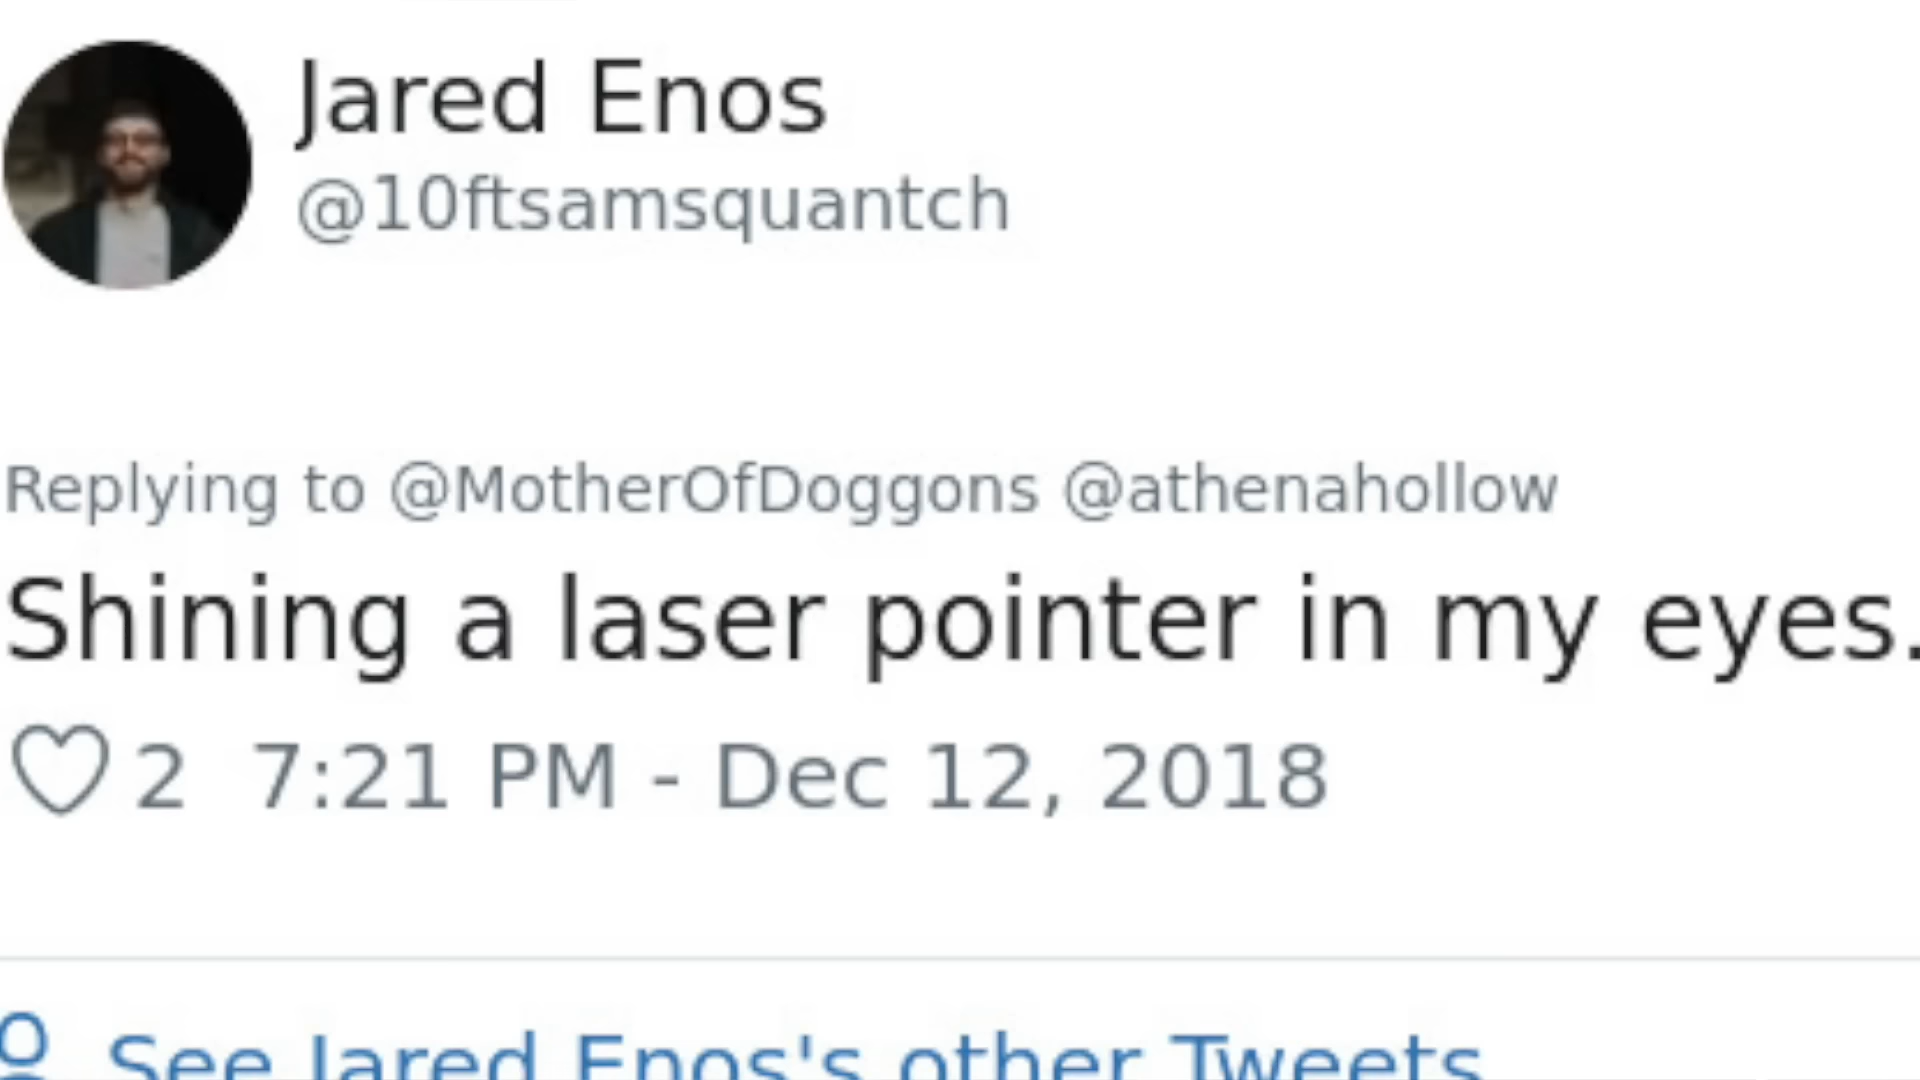 Jared Enos
@10ftsamsquantch
Replying to @MotherOfDoggons @athenahollow
Shining a laser pointer in my eyes.
2 7:21 PM - Dec 12, 2018
See Jared Enos's other Tweets